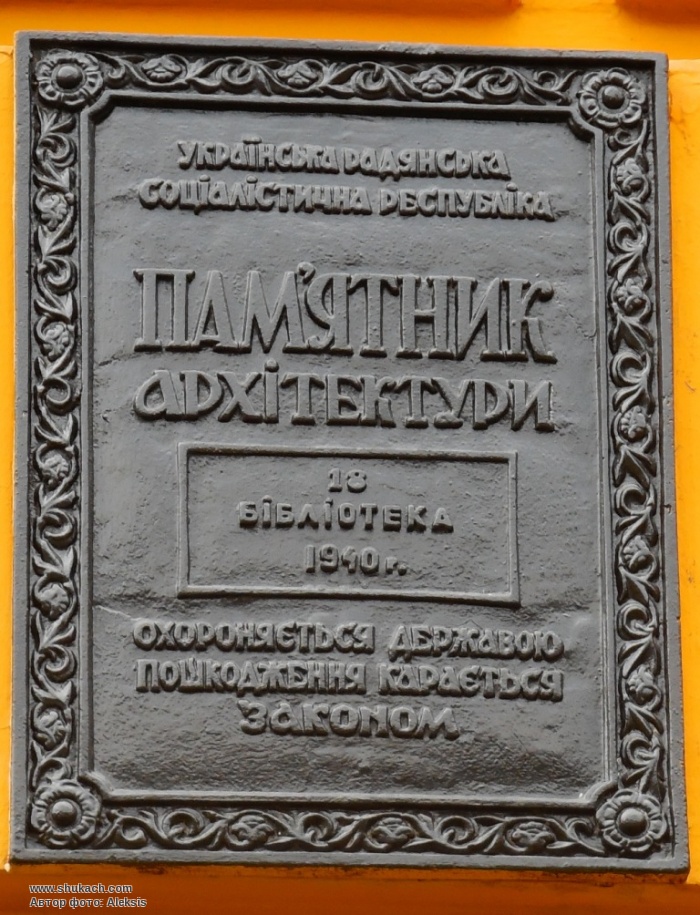 УКРАЇНСЬКА РАДЯНСЬКА
СОЦІАЛІСТИЧНА РЕСПУБЛІКА
ПАМ'ЯТНИК
АРХІТЕКТУРИ
18
БІБЛІОТЕКА
1940 г.
ОХОРОНЯЄТЬСЯ ДЕРЖАВОЮ
ПОШКОДЖЕННЯ КАРАЄТЬСЯ
ЗАКОНОМ
www.shukach.com
Автор фото: Aleksis